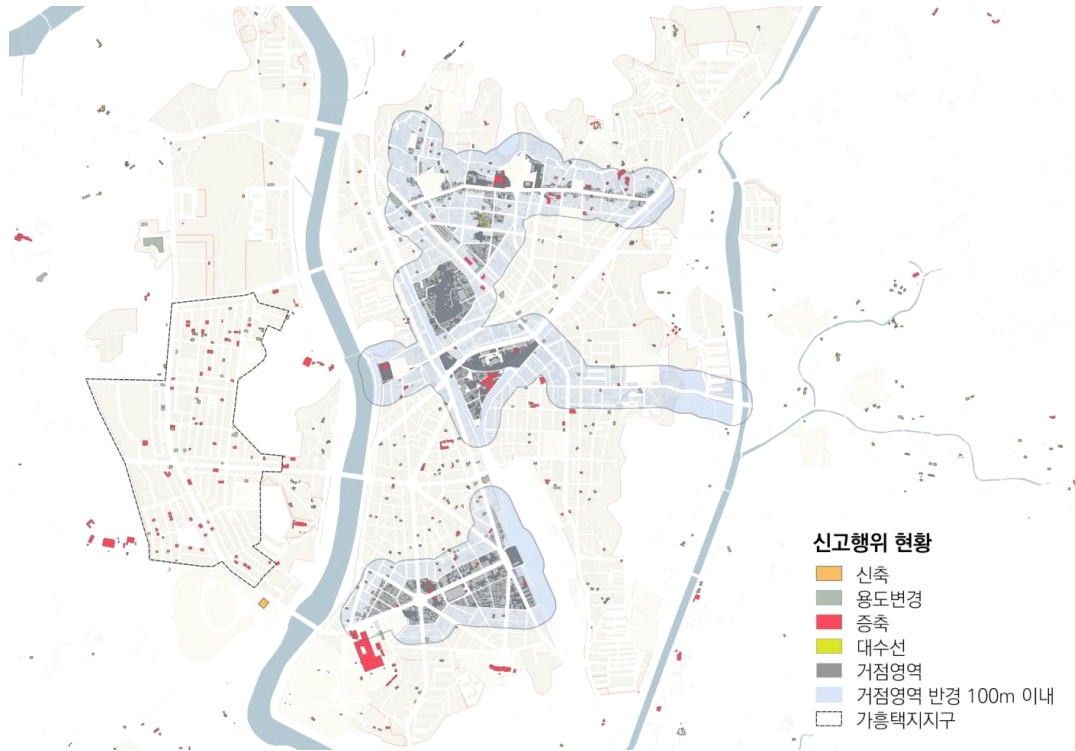 신고행위 현황
신축
용도변경
증축
대수선
거점영역
거점영역 반경 100m 이내
가흥택지지구